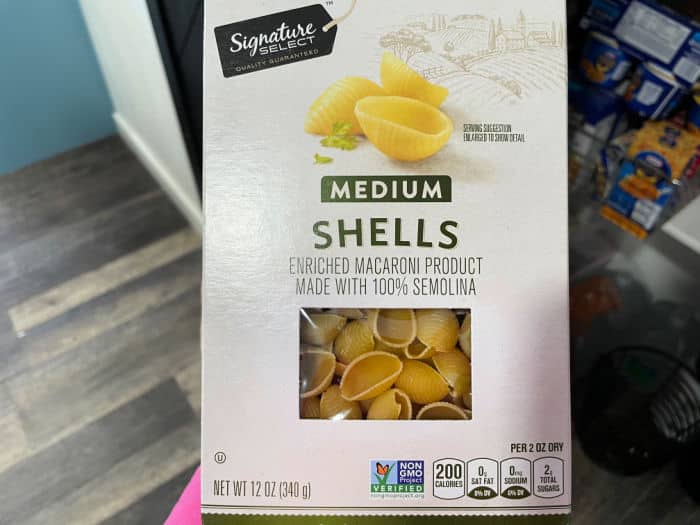 Signature
SELECT™
QUALITY GUARANTEED
SERVING SUGGESTION
ENLARGED TO SHOW DETAIL
MEDIUM
SHELLS
ENRICHED MACARONI PRODUCT
MADE WITH 100% SEMOLINA
PER 2 OZ DRY
U
NET WT 12 OZ (340 g)
NON
GMO
Project
VERIFIED
nongmoproject.org
200
CALORIES
0g
SAT FAT
0% DV
0mg
SODIUM
0% DV
2g
TOTAL
SUGARS